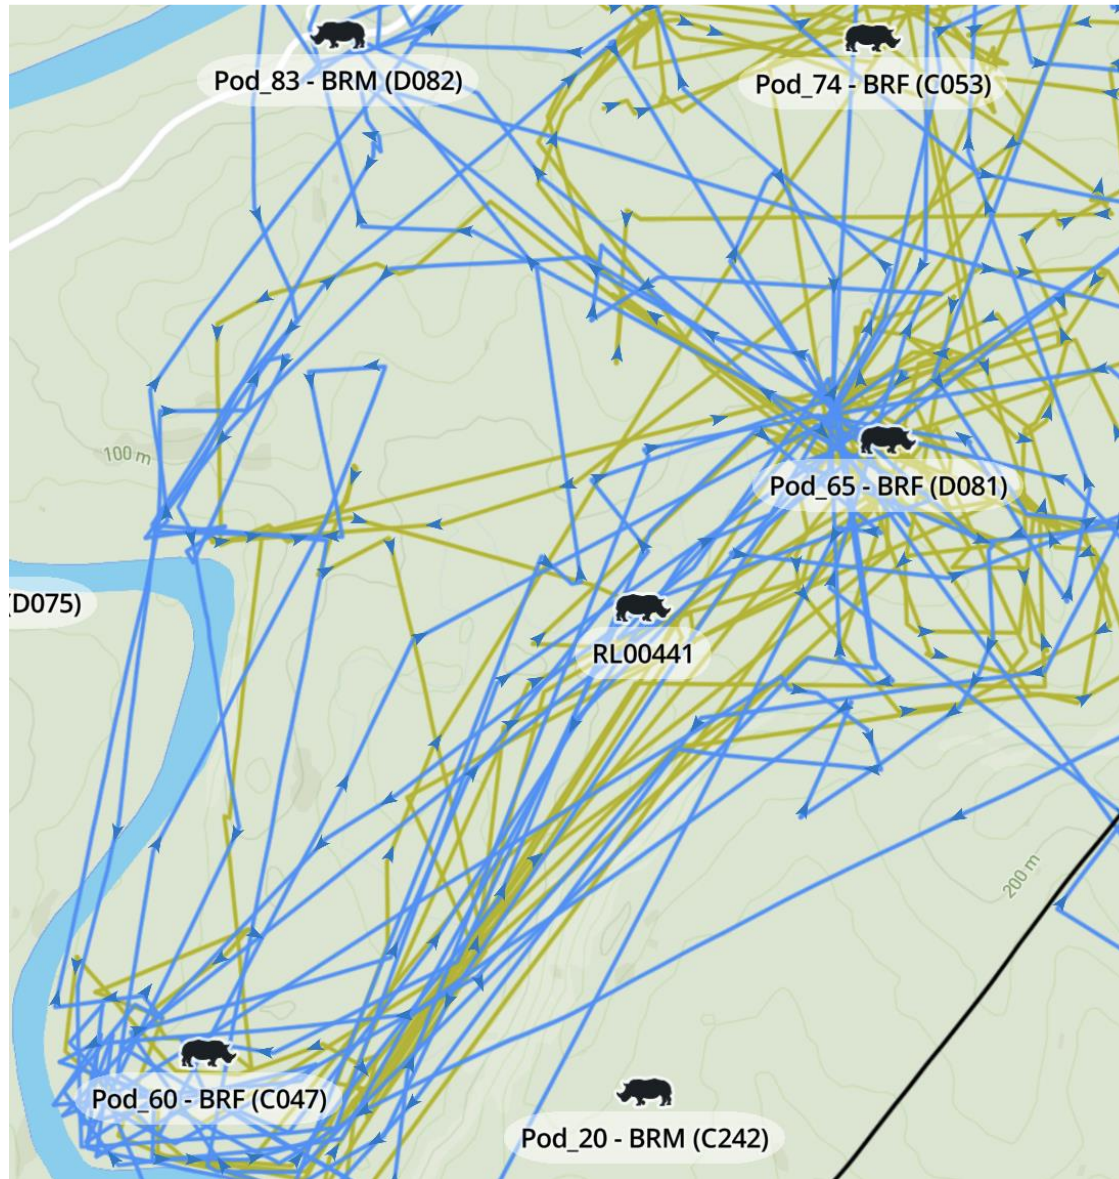 Pod_83 - BRM (D082)
Pod_74 - BRF (C053)
100 m
Pod_65 - BRF (D081)
(D075)
RL00441
200 m
Pod_60 - BRF (C047)
Pod_20 - BRM (C242)